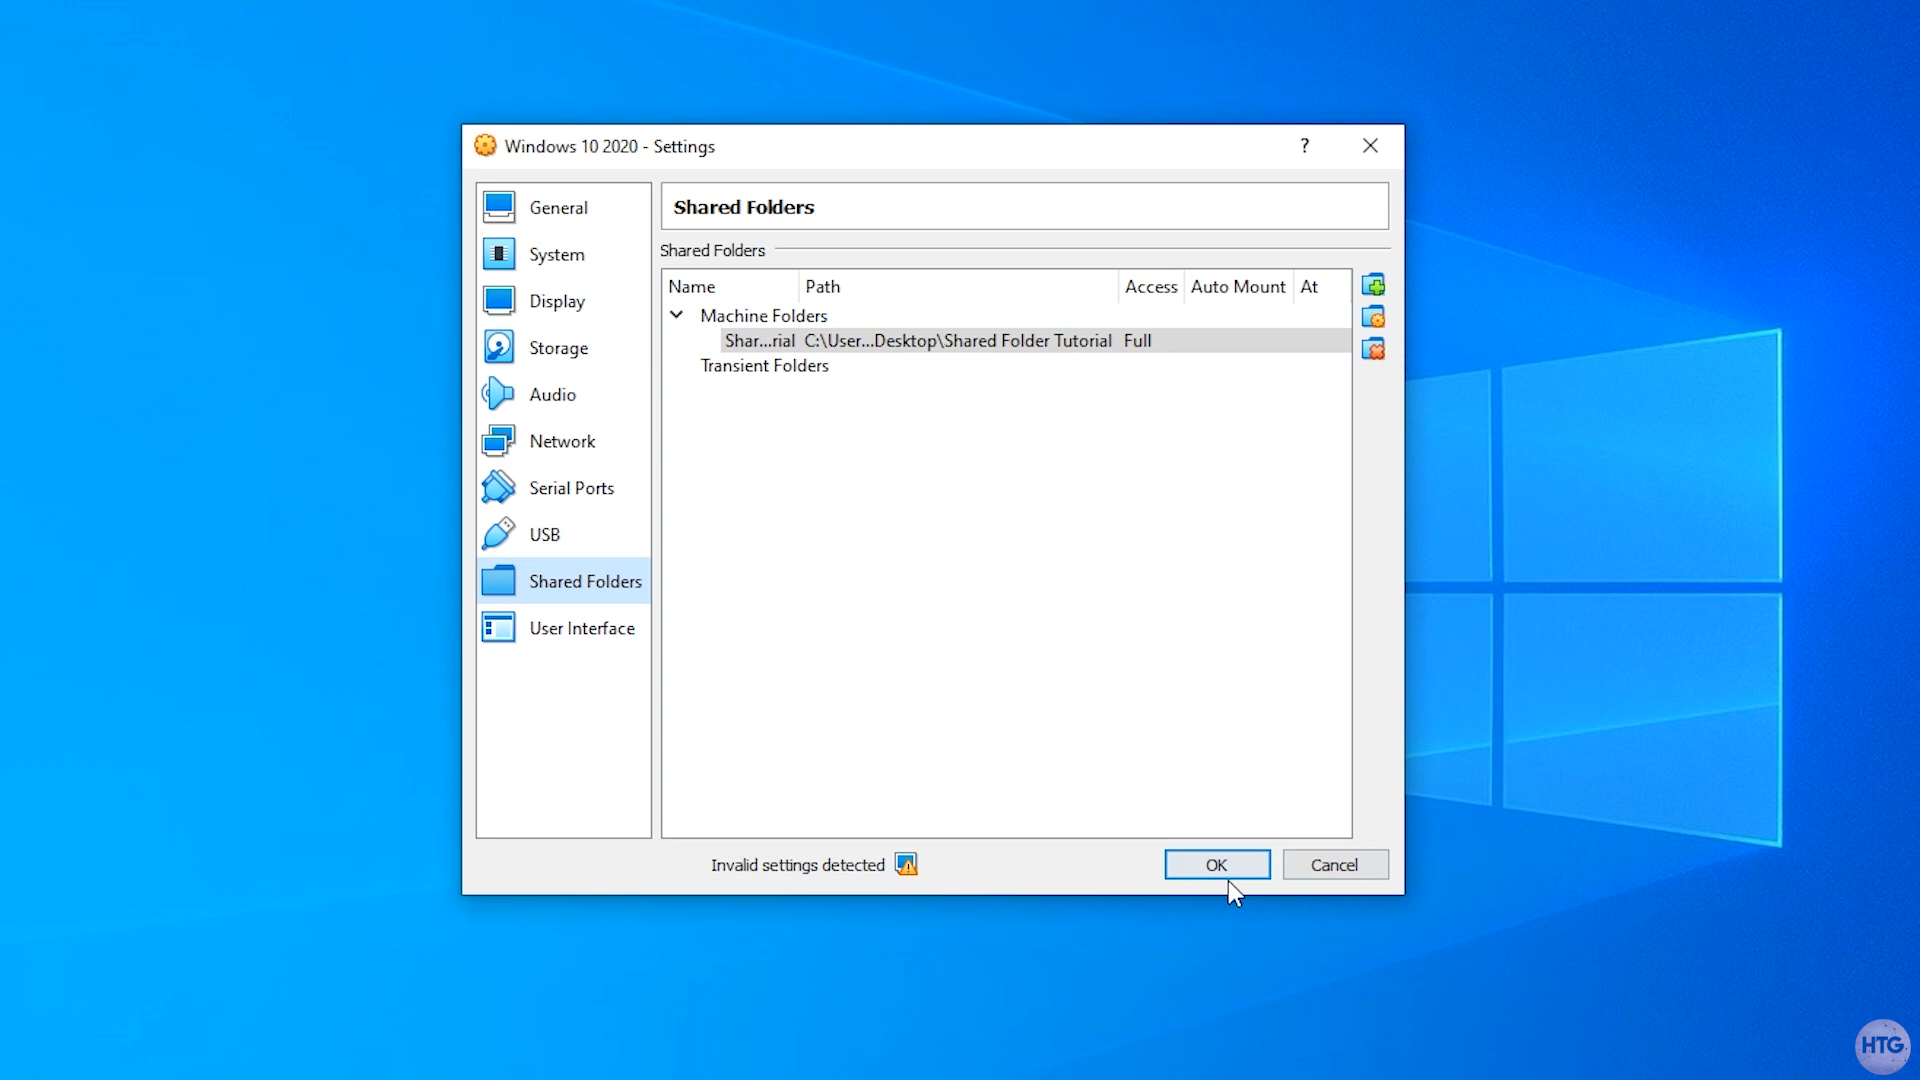 Windows 10 2020 - Settings
?
General
System
Display
Storage
Audio
Network
Serial Ports
USB
Shared Folders
User Interface
Shared Folders
Shared Folders
Name Path Access Auto Mount At
Machine Folders
Shar...rial C:\User...Desktop\Shared Folder Tutorial Full
Transient Folders
Invalid settings detected
OK
Cancel
HTG